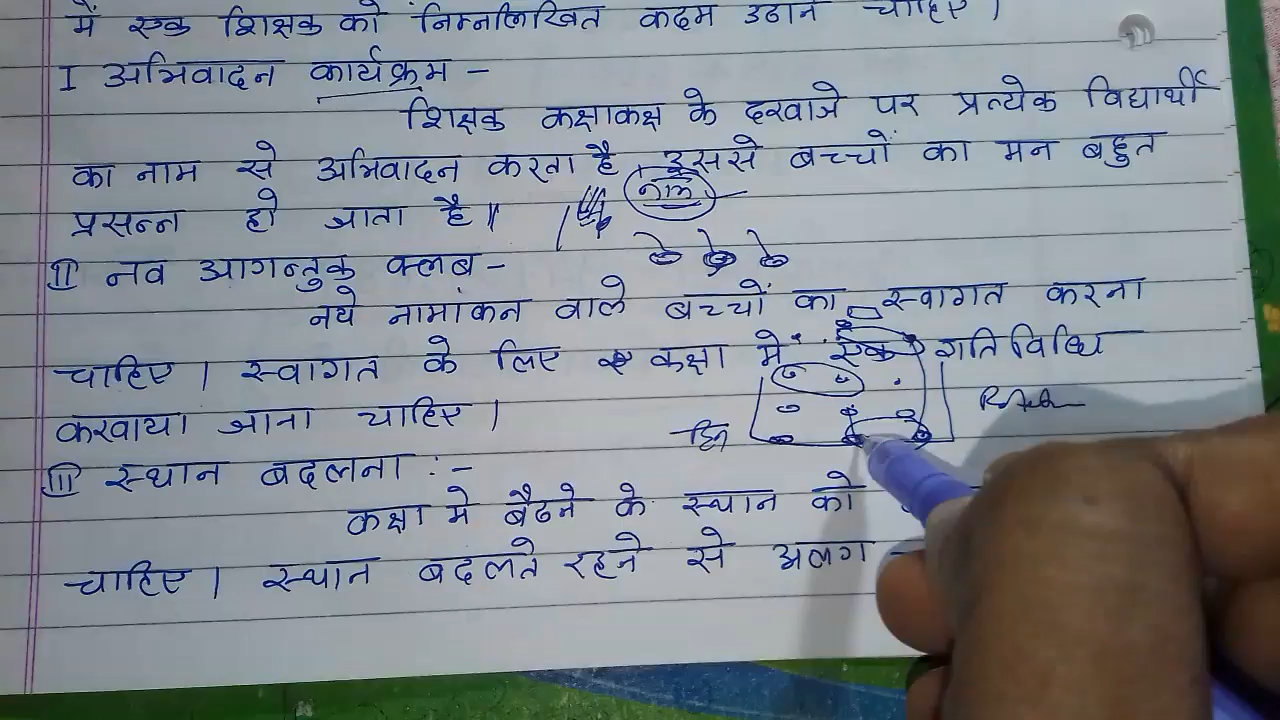 में एक शिक्षक को निम्नलिखित कदम उठाने चाहिए।
I अभिवादन कार्यक्रम -
शिक्षक कक्षाकक्ष के दरवाजे पर प्रत्येक विद्यार्थी
का नाम से अभिवादन करता है उससे बच्चों का मन बहुत
नाम
प्रसन्न हो जाता है॥
II नव आगन्तुक क्लब -
नये नामांकन वाले बच्चों का स्वागत करना
चाहिए। स्वागत के लिए कक्षा में एक गतिविधि
करवाया जाना चाहिए।
III स्थान बदलना :-
कक्षा मे बैठने के स्थान को
चाहिए। स्थान बदलते रहने से अलग